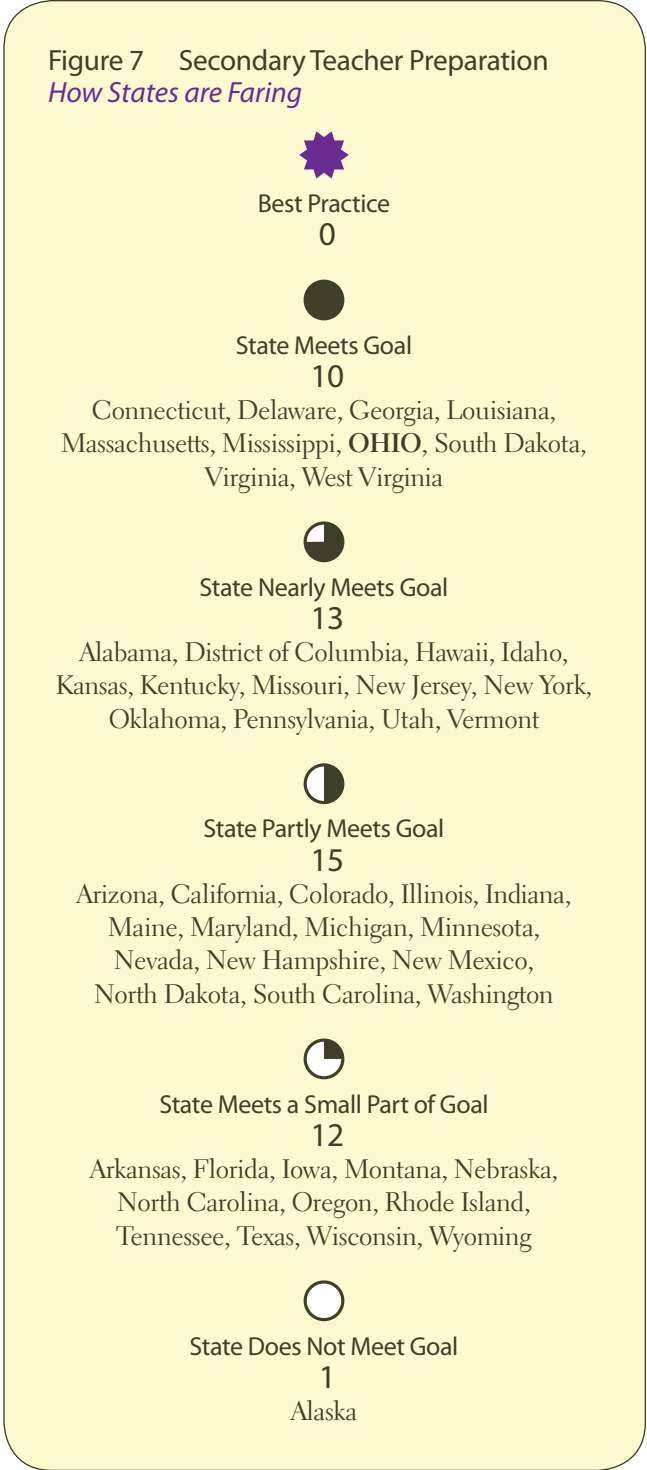 Figure 7 Secondary Teacher Preparation
How States are Faring
Best Practice
0
State Meets Goal
10
Connecticut, Delaware, Georgia, Louisiana,
Massachusetts, Mississippi, OHIO, South Dakota,
Virginia, West Virginia
State Nearly Meets Goal
13
Alabama, District of Columbia, Hawaii, Idaho,
Kansas, Kentucky, Missouri, New Jersey, New York,
Oklahoma, Pennsylvania, Utah, Vermont
State Partly Meets Goal
15
Arizona, California, Colorado, Illinois, Indiana,
Maine, Maryland, Michigan, Minnesota,
Nevada, New Hampshire, New Mexico,
North Dakota, South Carolina, Washington
State Meets a Small Part of Goal
12
Arkansas, Florida, Iowa, Montana, Nebraska,
North Carolina, Oregon, Rhode Island,
Tennessee, Texas, Wisconsin, Wyoming
State Does Not Meet Goal
1
Alaska